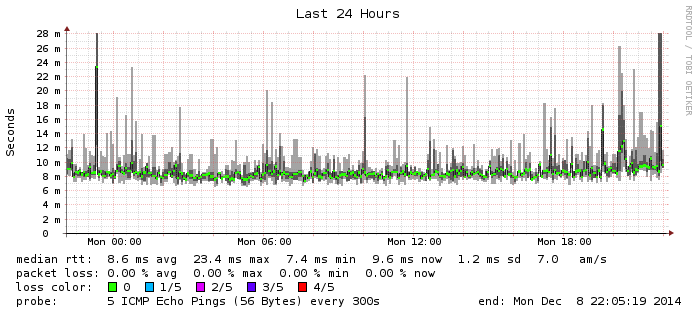 Last 24 Hours
RRDTOOL / TOBI OETIKER
Seconds
28 m
26 m
24 m
22 m
20 m
18 m
16 m
14 m
12 m
10 m
8 m
6 m
4 m
2 m
0
Mon 00:00 Mon 06:00 Mon 12:00 Mon 18:00
median rtt: 8.6 ms avg 23.4 ms max 7.4 ms min 9.6 ms now 1.2 ms sd 7.0 am/s
packet loss: 0.00 % avg 0.00 % max 0.00 % min 0.00 % now
loss color: 0 1/5 2/5 3/5 4/5
probe: 5 ICMP Echo Pings (56 Bytes) every 300s end: Mon Dec 8 22:05:19 2014